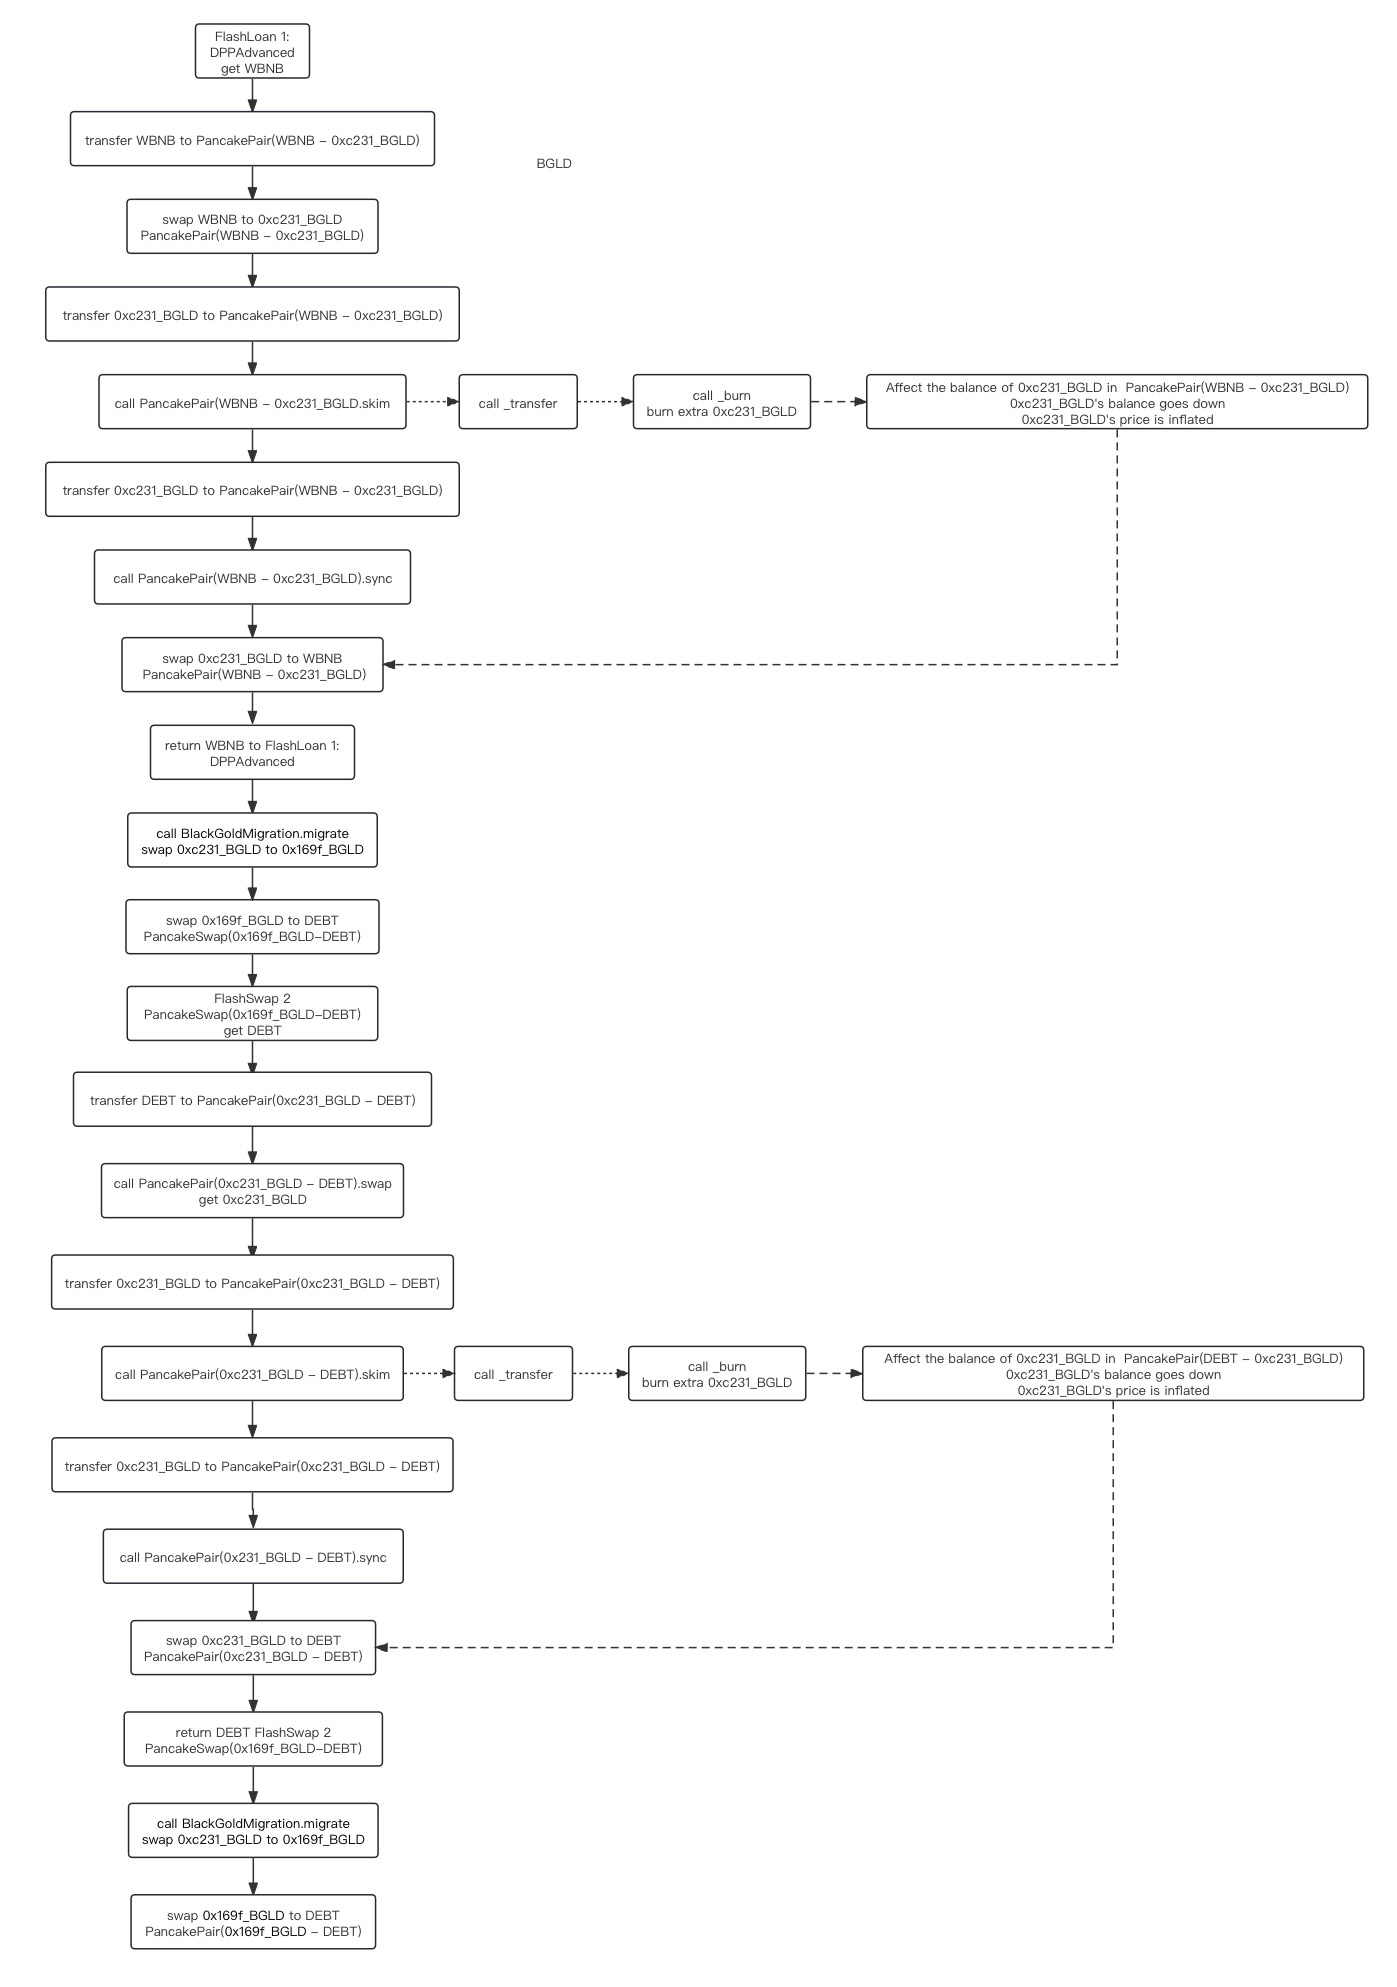 FlashLoan 1:
DPPAdvanced
get WBNB
transfer WBNB to PancakePair(WBNB – 0xc231_BGLD)
BGLD
swap WBNB to 0xc231_BGLD
PancakePair(WBNB – 0xc231_BGLD)
transfer 0xc231_BGLD to PancakePair(WBNB – 0xc231_BGLD)
call PancakePair(WBNB – 0xc231_BGLD.skim
call _transfer
call _burn
burn extra 0xc231_BGLD
Affect the balance of 0xc231_BGLD in PancakePair(WBNB – 0xc231_BGLD)
0xc231_BGLD's balance goes down
0xc231_BGLD's price is inflated
transfer 0xc231_BGLD to PancakePair(WBNB – 0xc231_BGLD)
call PancakePair(WBNB – 0xc231_BGLD).sync
swap 0xc231_BGLD to WBNB
PancakePair(WBNB – 0xc231_BGLD)
return WBNB to FlashLoan 1:
DPPAdvanced
call BlackGoldMigration.migrate
swap 0xc231_BGLD to 0x169f_BGLD
swap 0x169f_BGLD to DEBT
PancakeSwap(0x169f_BGLD–DEBT)
FlashSwap 2
PancakeSwap(0x169f_BGLD–DEBT)
get DEBT
transfer DEBT to PancakePair(0xc231_BGLD – DEBT)
call PancakePair(0xc231_BGLD – DEBT).swap
get 0xc231_BGLD
transfer 0xc231_BGLD to PancakePair(0xc231_BGLD – DEBT)
call PancakePair(0xc231_BGLD – DEBT).skim
call _transfer
call _burn
burn extra 0xc231_BGLD
Affect the balance of 0xc231_BGLD in PancakePair(DEBT – 0xc231_BGLD)
0xc231_BGLD's balance goes down
0xc231_BGLD's price is inflated
transfer 0xc231_BGLD to PancakePair(0xc231_BGLD – DEBT)
call PancakePair(0x231_BGLD – DEBT).sync
swap 0xc231_BGLD to DEBT
PancakePair(0xc231_BGLD – DEBT)
return DEBT FlashSwap 2
PancakeSwap(0x169f_BGLD–DEBT)
call BlackGoldMigration.migrate
swap 0xc231_BGLD to 0x169f_BGLD
swap 0x169f_BGLD to DEBT
PancakePair(0x169f_BGLD – DEBT)